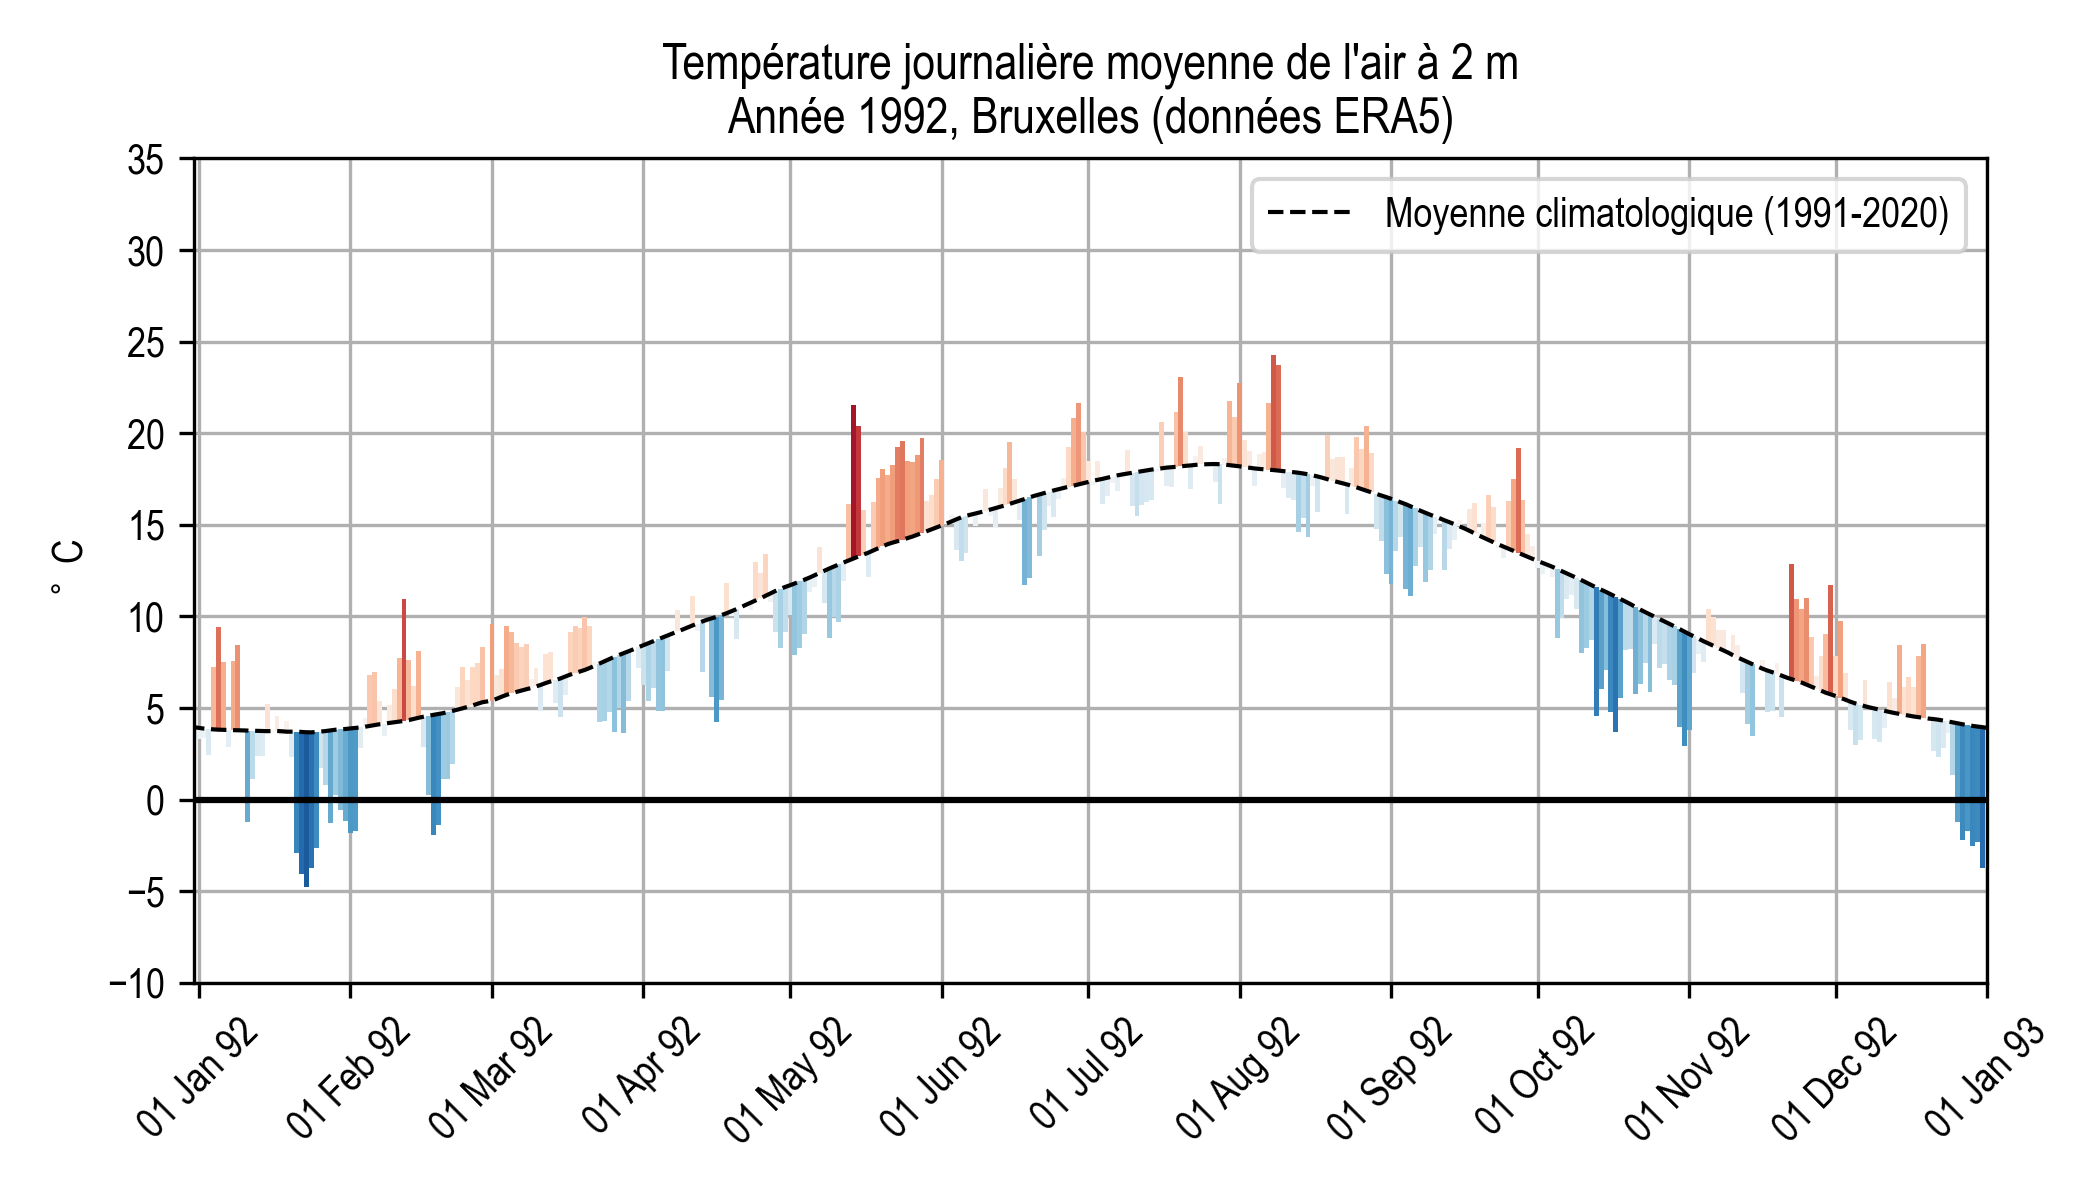 Température journalière moyenne de l'air à 2 m
Année 1992, Bruxelles (données ERA5)
Moyenne climatologique (1991-2020)
° C
35
30
25
20
15
10
5
0
−5
−10
01 Jan 92
01 Feb 92
01 Mar 92
01 Apr 92
01 May 92
01 Jun 92
01 Jul 92
01 Aug 92
01 Sep 92
01 Oct 92
01 Nov 92
01 Dec 92
01 Jan 93